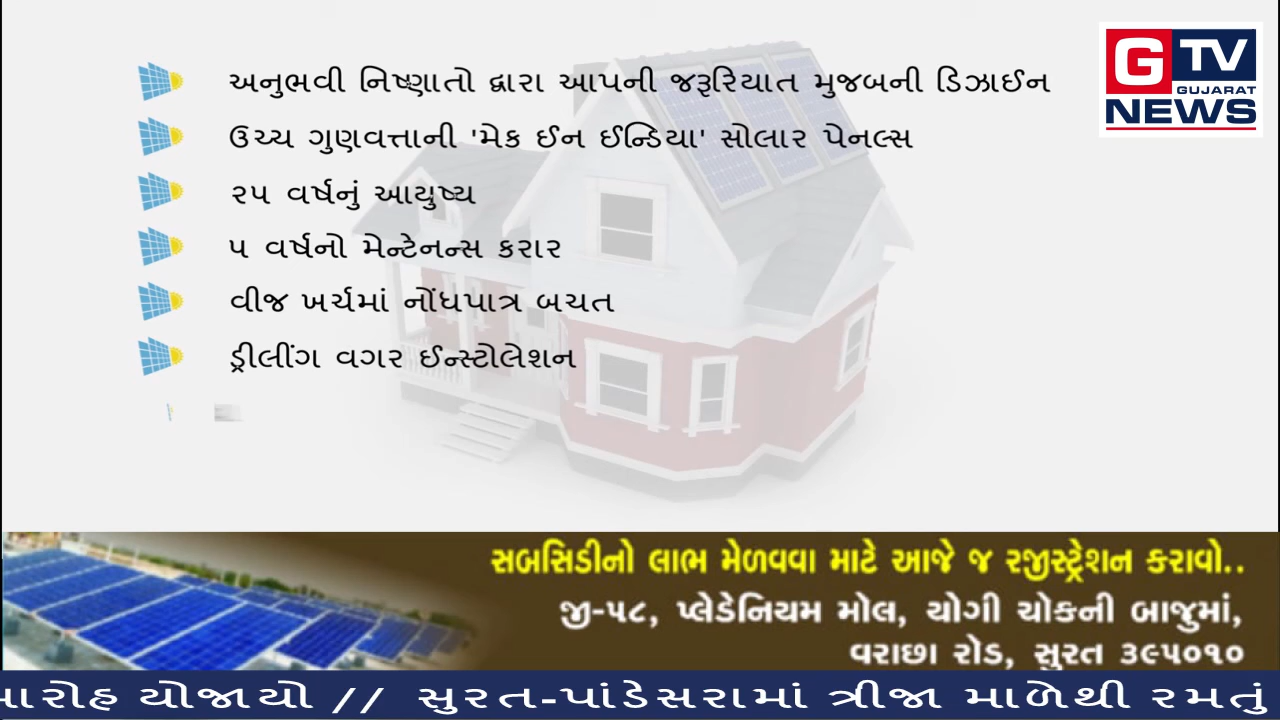 G TV
GUJARAT
NEWS
અનુભવી નિષ્ણાતો દ્વારા આપની જરૂરિયાત મુજબની ડિઝાઈન
ઉચ્ચ ગુણવત્તાની 'મેક ઈન ઈન્ડિયા' સોલાર પેનલ્સ
૨૫ વર્ષનું આયુષ્ય
૫ વર્ષનો મેન્ટેનન્સ કરાર
વીજ ખર્ચમાં નોંધપાત્ર બચત
ડ્રીલીંગ વગર ઈન્સ્ટોલેશન
સબસિડીનો લાભ મેળવવા માટે આજે જ રજીસ્ટ્રેશન કરાવો..
જી-૫૮, પ્લેડેનિયમ મોલ, યોગી ચોકની બાજુમાં,
વરાછા રોડ, સુરત ૩૯૫૦૧૦
મારોહ યોજાયો // સુરત-પાંડેસરામાં ત્રીજા માળેથી રમતું